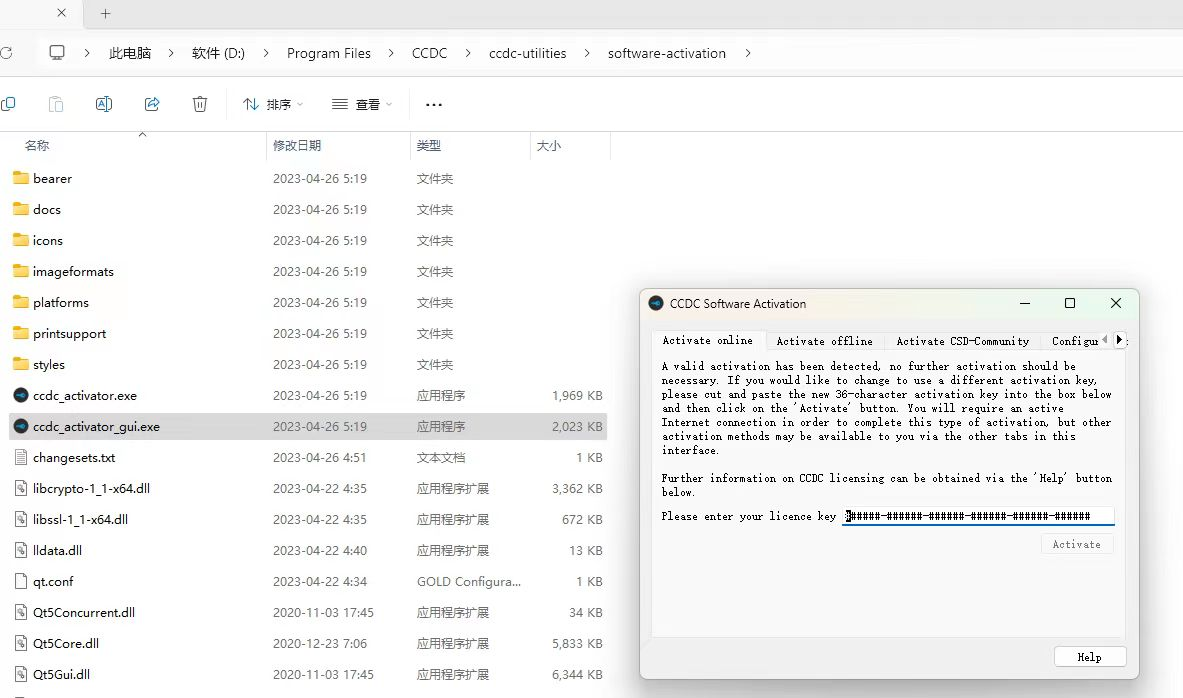 此电脑 软件 (D:) Program Files CCDC ccdc-utilities software-activation
排序 查看
名称 修改日期 类型 大小
bearer 2023-04-26 5:19 文件夹
docs 2023-04-26 5:19 文件夹
icons 2023-04-26 5:19 文件夹
imageformats 2023-04-26 5:19 文件夹
platforms 2023-04-26 5:19 文件夹
printsupport 2023-04-26 5:19 文件夹
styles 2023-04-26 5:19 文件夹
ccdc_activator.exe 2023-04-26 5:19 应用程序 1,969 KB
ccdc_activator_gui.exe 2023-04-26 5:19 应用程序 2,023 KB
changesets.txt 2023-04-26 4:51 文本文档 1 KB
libcrypto-1_1-x64.dll 2023-04-22 4:35 应用程序扩展 3,362 KB
libssl-1_1-x64.dll 2023-04-22 4:35 应用程序扩展 672 KB
lldata.dll 2023-04-22 4:40 应用程序扩展 13 KB
qt.conf 2023-04-22 4:34 GOLD Configura... 1 KB
Qt5Concurrent.dll 2020-11-03 17:45 应用程序扩展 34 KB
Qt5Core.dll 2020-12-23 7:06 应用程序扩展 5,833 KB
Qt5Gui.dll 2020-11-03 17:45 应用程序扩展 6,344 KB
CCDC Software Activation
Activate online Activate offline Activate CSD-Community Configur
A valid activation has been detected, no further activation should be
necessary. If you would like to change to use a different activation key,
please cut and paste the new 36-character activation key into the box below
and then click on the 'Activate' button. You will require an active
Internet connection in order to complete this type of activation, but other
activation methods may be available to you via the other tabs in this
interface.
Further information on CCDC licensing can be obtained via the 'Help' button
below.
Please enter your licence key ######-######-######-######-######-######
Activate
Help